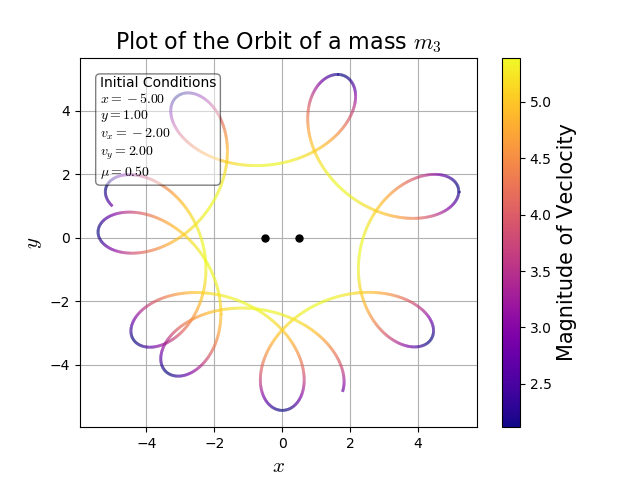 Plot of the Orbit of a mass m₃
Initial Conditions
x = −5.00
y = 1.00
vₓ = −2.00
v_y = 2.00
μ = 0.50
4
2
0
−2
−4
y
−4
−2
0
2
4
x
5.0
4.5
4.0
3.5
3.0
2.5
Magnitude of Veclocity